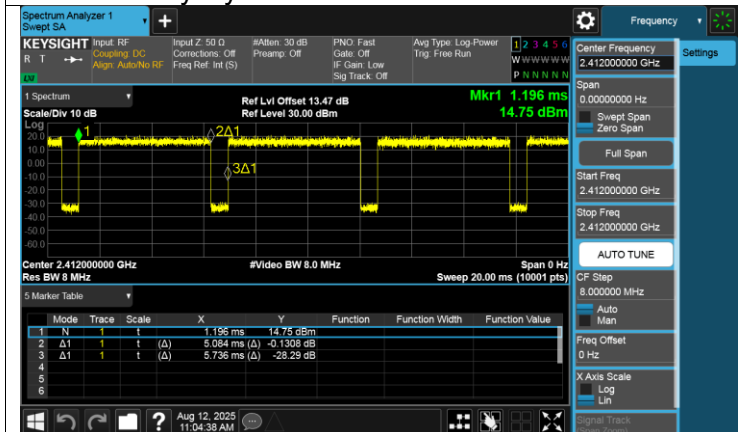 Spectrum Analyzer 1
Swept SA
+
Frequency
KEYSIGHT
R T
LXI
Input: RF
Coupling: DC
Align: Auto/No RF
Input Z: 50 Ω
Corrections: Off
Freq Ref: Int (S)
#Atten: 30 dB
Preamp: Off
PNO: Fast
Gate: Off
IF Gain: Low
Sig Track: Off
Avg Type: Log-Power
Trig: Free Run
1 2 3 4 5 6
W W W W W W
P N N N N N
Settings
1 Spectrum
Scale/Div 10 dB
Ref Lvl Offset 13.47 dB
Ref Level 30.00 dBm
Mkr1 1.196 ms
14.75 dBm
Log
1
2Δ1
3Δ1
20.0
10.0
0.00
-10.0
-20.0
-30.0
-40.0
-50.0
-60.0
Center 2.412000000 GHz
Res BW 8 MHz
#Video BW 8.0 MHz
Span 0 Hz
Sweep 20.00 ms (10001 pts)
5 Marker Table
Mode Trace Scale X Y Function Function Width Function Value
1 N 1 t 1.196 ms 14.75 dBm
2 Δ1 1 t (Δ) 5.084 ms (Δ) -0.1308 dB
3 Δ1 1 t (Δ) 5.736 ms (Δ) -28.29 dB
4
5
6
Center Frequency
2.412000000 GHz
Span
0.00000000 Hz
Swept Span
Zero Span
Full Span
Start Freq
2.412000000 GHz
Stop Freq
2.412000000 GHz
AUTO TUNE
CF Step
8.000000 MHz
Auto
Man
Freq Offset
0 Hz
X Axis Scale
Log
Lin
Signal Track
(Span Zoom)
?
Aug 12, 2025
11:04:38 AM